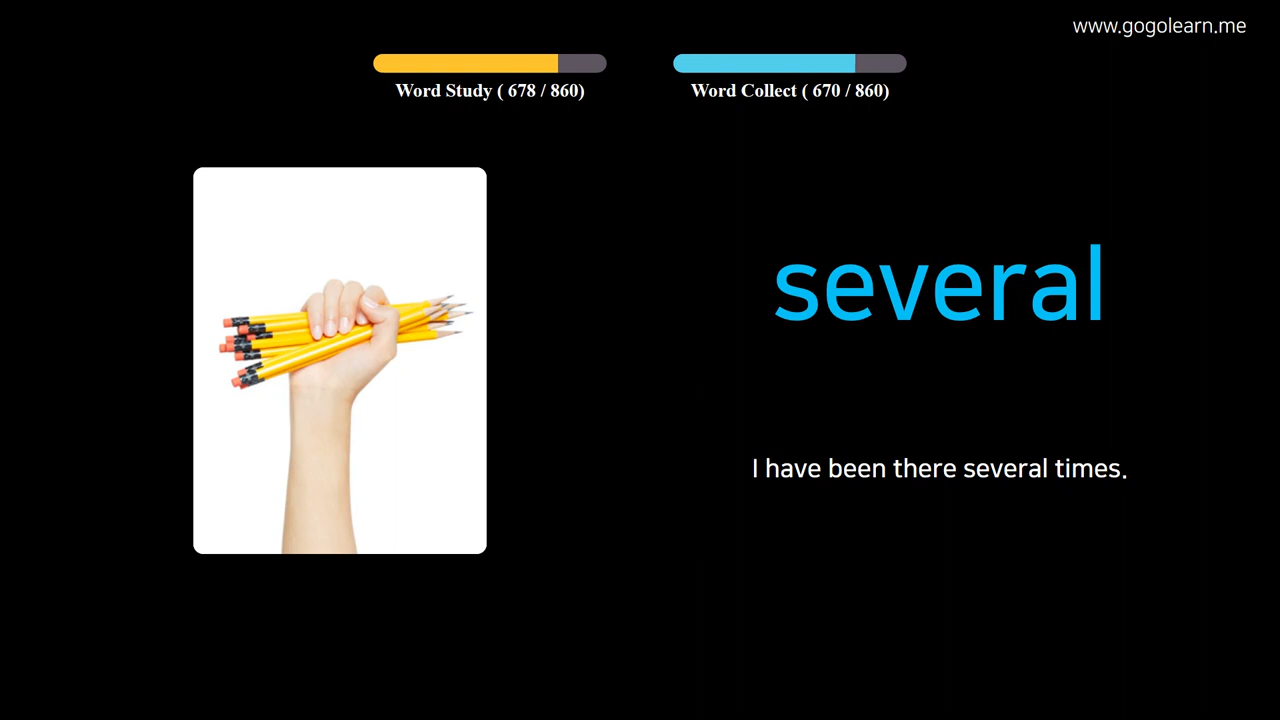 www.gogolearn.me
Word Study ( 678 / 860)
Word Collect ( 670 / 860)
several
I have been there several times.